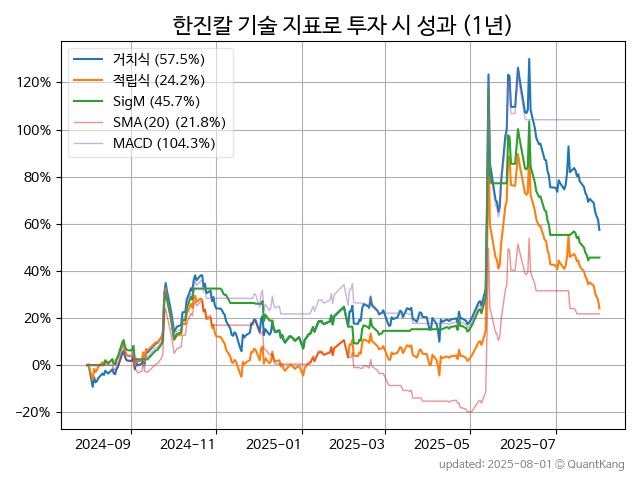 한진칼 기술 지표로 투자 시 성과 (1년)
거치식 (57.5%)
적립식 (24.2%)
SigM (45.7%)
SMA(20) (21.8%)
MACD (104.3%)
120%
100%
80%
60%
40%
20%
0%
−20%
2024-09
2024-11
2025-01
2025-03
2025-05
2025-07
updated: 2025-08-01 © QuantKang